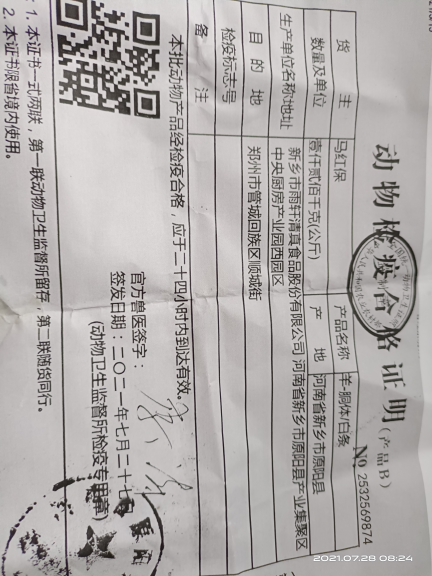 动物检疫合格证明(产品B)
№ 2532569874
货 主 马红保 产品名称 羊-胴体/白条
数量及单位 壹仟贰佰千克(公斤) 产 地 河南省新乡市原阳县
生产单位名称地址 新乡市雨轩清真食品股份有限公司 河南省新乡市原阳县产业集聚区
中央厨房产业园西园区
目 的 地 郑州市管城回族区顺城街
检疫标志号
备 注
本批动物产品经检疫合格，应于二十四小时内到达有效。
官方兽医签字：
签发日期：二〇二一年七月二十七日
(动物卫生监督所检疫专用章)
：1. 本证书一式两联，第一联动物卫生监督所留存，第二联随货同行。
2. 本证书限省境内使用。
2021.07.28 08:24